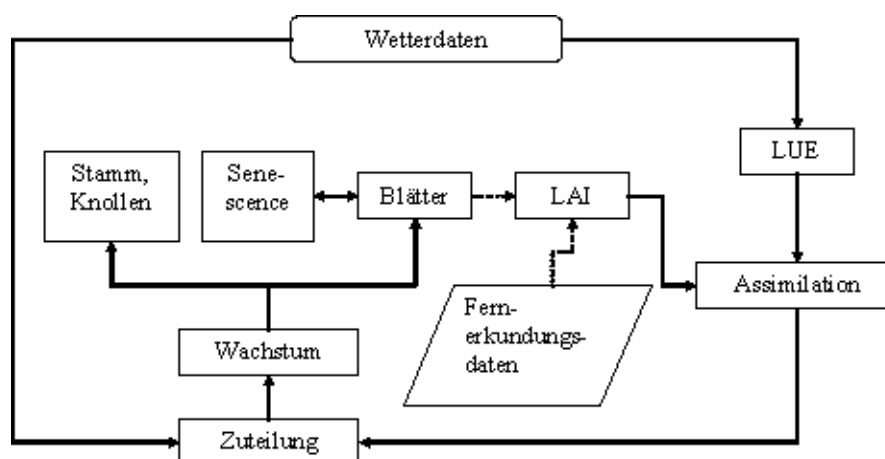 Wetterdaten
LUE
Stamm,
Knollen
Sene-
scence
Blätter
LAI
Assimilation
Fern-
erkundungs-
daten
Wachstum
Zuteilung